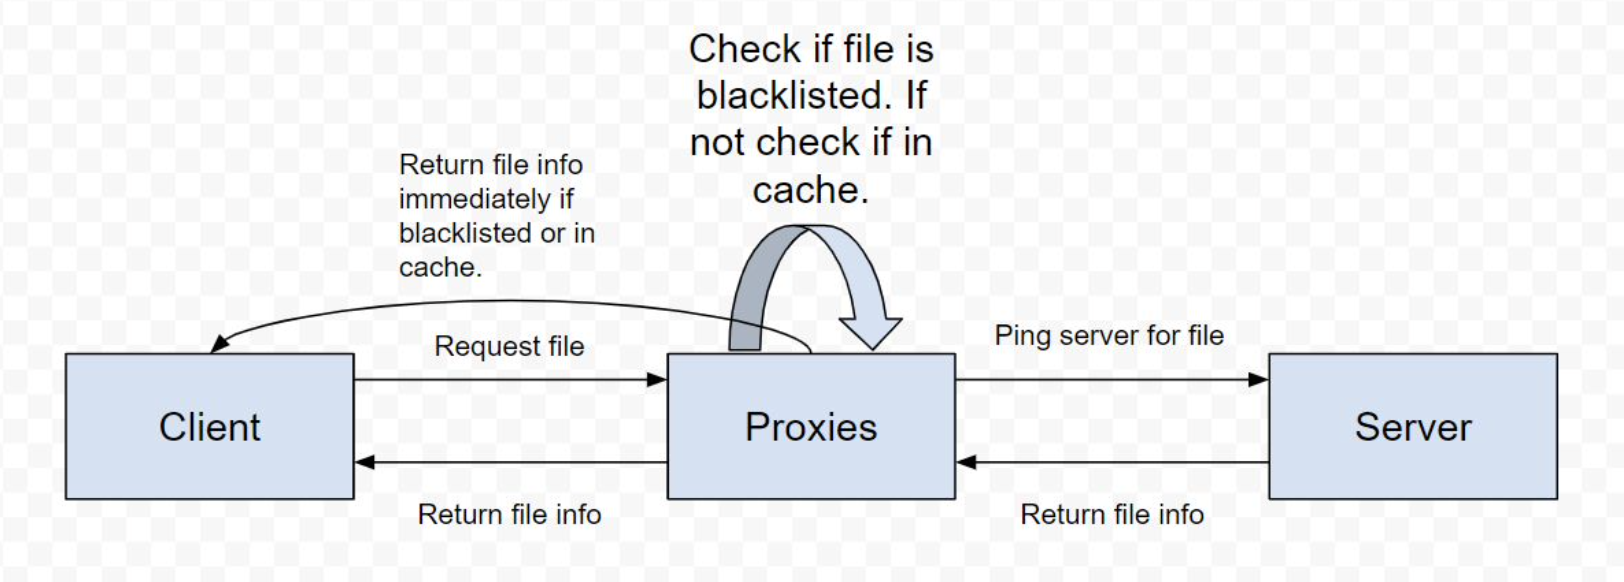 Check if file is
blacklisted. If
not check if in
cache.
Return file info
immediately if
blacklisted or in
cache.
Request file
Ping server for file
Client
Proxies
Server
Return file info
Return file info